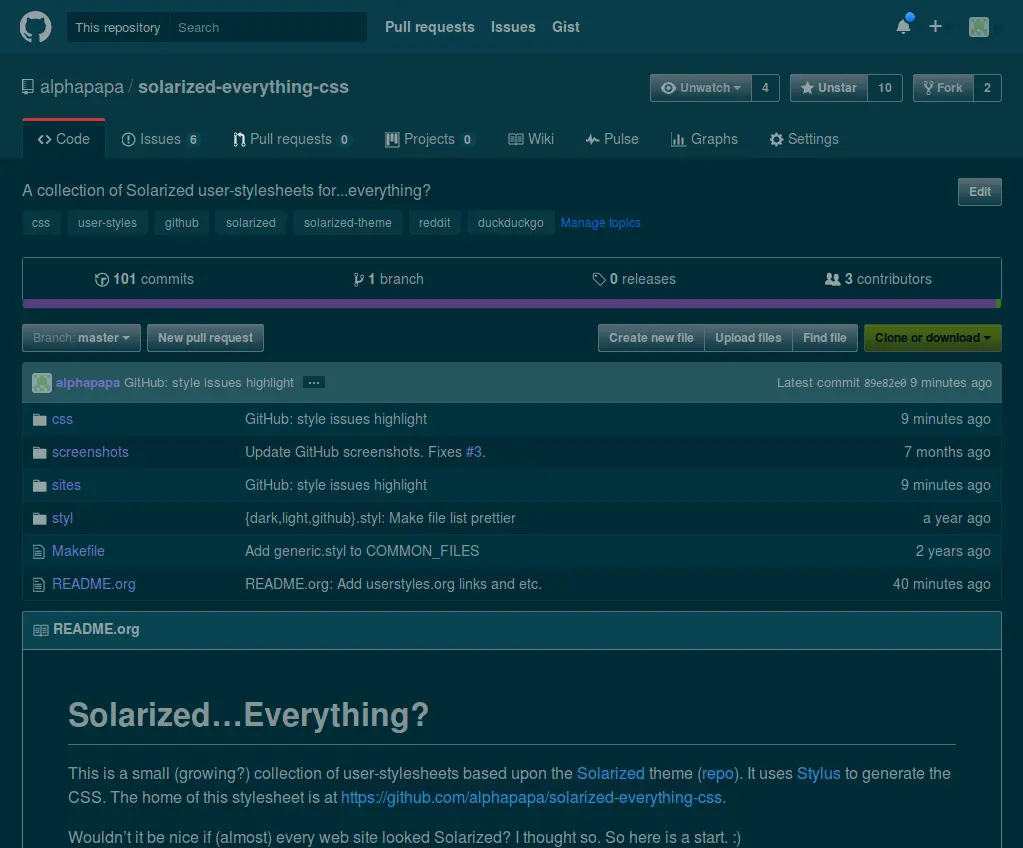 This repository Search Pull requests Issues Gist
alphapapa / solarized-everything-css Unwatch 4 Unstar 10 Fork 2
Code Issues 6 Pull requests 0 Projects 0 Wiki Pulse Graphs Settings
A collection of Solarized user-stylesheets for...everything? Edit
css user-styles github solarized solarized-theme reddit duckduckgo Manage topics
101 commits 1 branch 0 releases 3 contributors
Branch: master New pull request Create new file Upload files Find file Clone or download
alphapapa GitHub: style issues highlight ... Latest commit 89e82e0 9 minutes ago
css GitHub: style issues highlight 9 minutes ago
screenshots Update GitHub screenshots. Fixes #3. 7 months ago
sites GitHub: style issues highlight 9 minutes ago
styl {dark,light,github}.styl: Make file list prettier a year ago
Makefile Add generic.styl to COMMON_FILES 2 years ago
README.org README.org: Add userstyles.org links and etc. 40 minutes ago
README.org
Solarized…Everything?
This is a small (growing?) collection of user-stylesheets based upon the Solarized theme (repo). It uses Stylus to generate the
CSS. The home of this stylesheet is at https://github.com/alphapapa/solarized-everything-css.
Wouldn’t it be nice if (almost) every web site looked Solarized? I thought so. So here is a start. :)